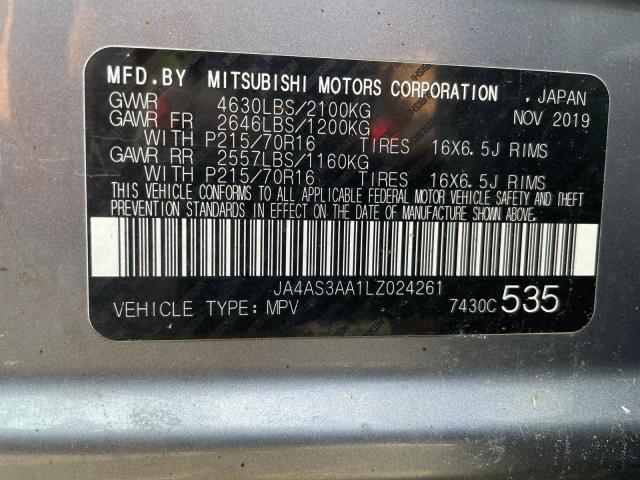 MFD.BY MITSUBISHI MOTORS CORPORATION , JAPAN
GVWR 4630LBS/2100KG NOV 2019
GAWR FR 2646LBS/1200KG
WITH P215/70R16 TIRES 16X6.5J RIMS
GAWR RR 2557LBS/1160KG
WITH P215/70R16 TIRES 16X6.5J RIMS
THIS VEHICLE CONFORMS TO ALL APPLICABLE FEDERAL MOTOR VEHICLE SAFETY AND THEFT
PREVENTION STANDARDS IN EFFECT ON THE DATE OF MANUFACTURE SHOWN ABOVE.
JA4AS3AA1LZ024261
VEHICLE TYPE: MPV 7430C 535